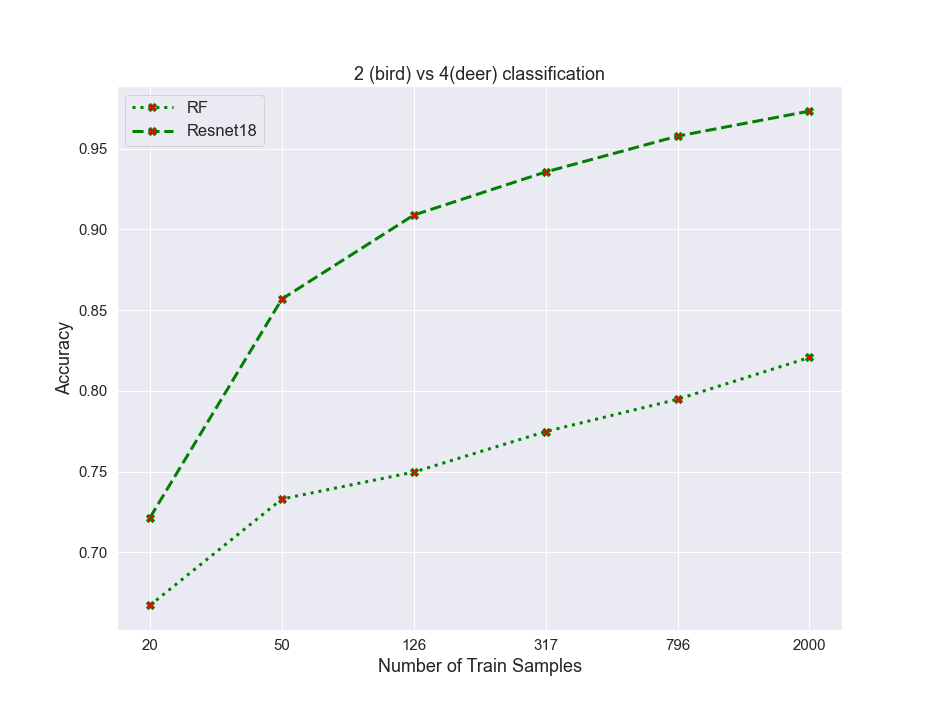 2 (bird) vs 4(deer) classification
RF
Resnet18
0.95
0.90
0.85
0.80
0.75
0.70
Accuracy
20 50 126 317 796 2000
Number of Train Samples